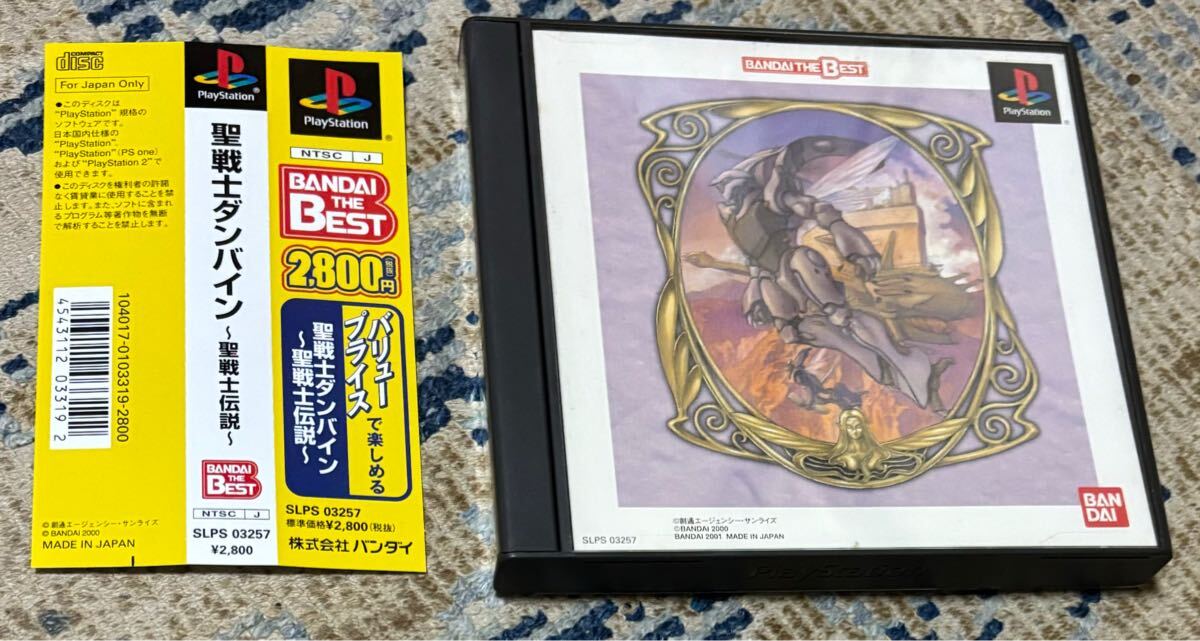 COMPACT
disc
For Japan Only
●このディスクは
"PlayStation" 規格の
ソフトウェアです。
日本国内仕様の
"PlayStation",
"PlayStation"(PS one)
および"PlayStation 2"で
使用できます。
●このディスクを権利者の許諾
なく賃貸業に使用することを禁
止します。また、ソフトに含まれ
るプログラム等著作物を無断
で解析することを禁止します。
104017-0103319-2800
4543112 033192
©創通エージェンシー・サンライズ
© BANDAI 2000
MADE IN JAPAN
PlayStation®
聖戦士ダンバイン
～聖戦士伝説～
BANDAI
THE
BEST
NTSC J
SLPS 03257
¥2,800
PlayStation®
NTSC J
BANDAI
THE
BEST
2,800円(税抜)
バリュー
プライスで楽しめる
聖戦士ダンバイン
～聖戦士伝説～
SLPS 03257
標準価格¥2,800(税抜)
株式会社 バンダイ
BANDAI THE BEST
PlayStation®
BAN
DAI
©創通エージェンシー・サンライズ
©BANDAI 2000
BANDAI 2001 MADE IN JAPAN
SLPS 03257
PlayStation